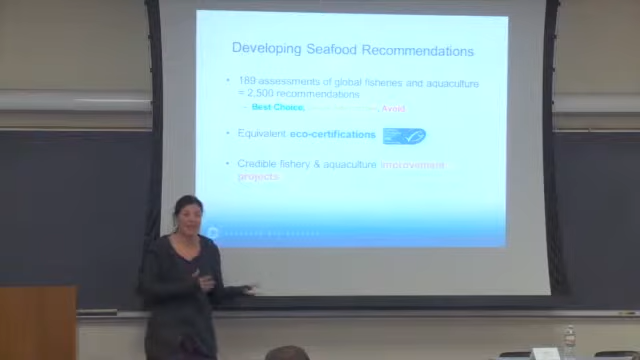 Developing Seafood Recommendations
• 189 assessments of global fisheries and aquaculture
= 2,500 recommendations
– Best Choice, Avoid
• Equivalent eco-certifications
• Credible fishery & aquaculture improvement
projects